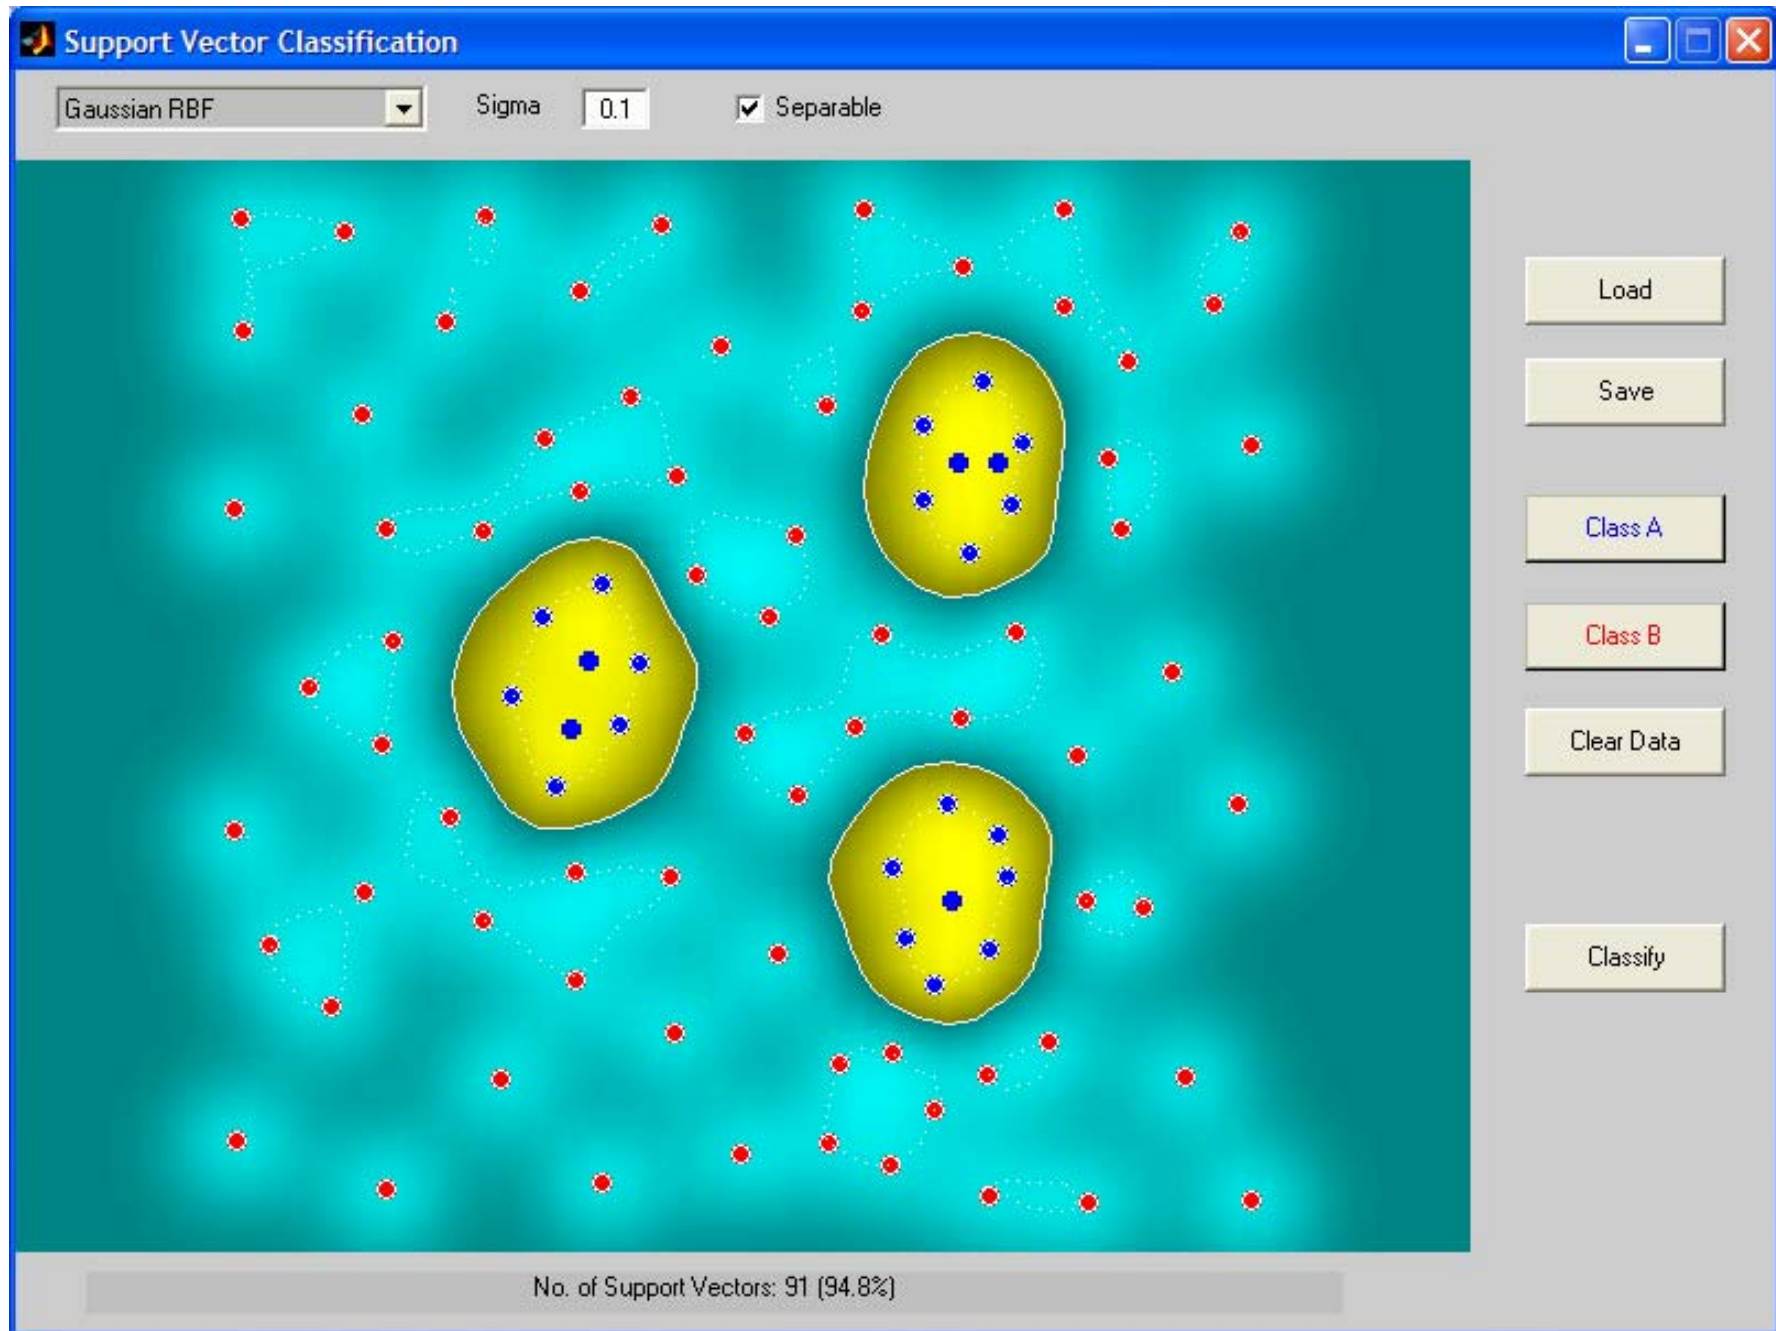 Support Vector Classification
Gaussian RBF Sigma 0.1 Separable
Load
Save
Class A
Class B
Clear Data
Classify
No. of Support Vectors: 91 (94.8%)